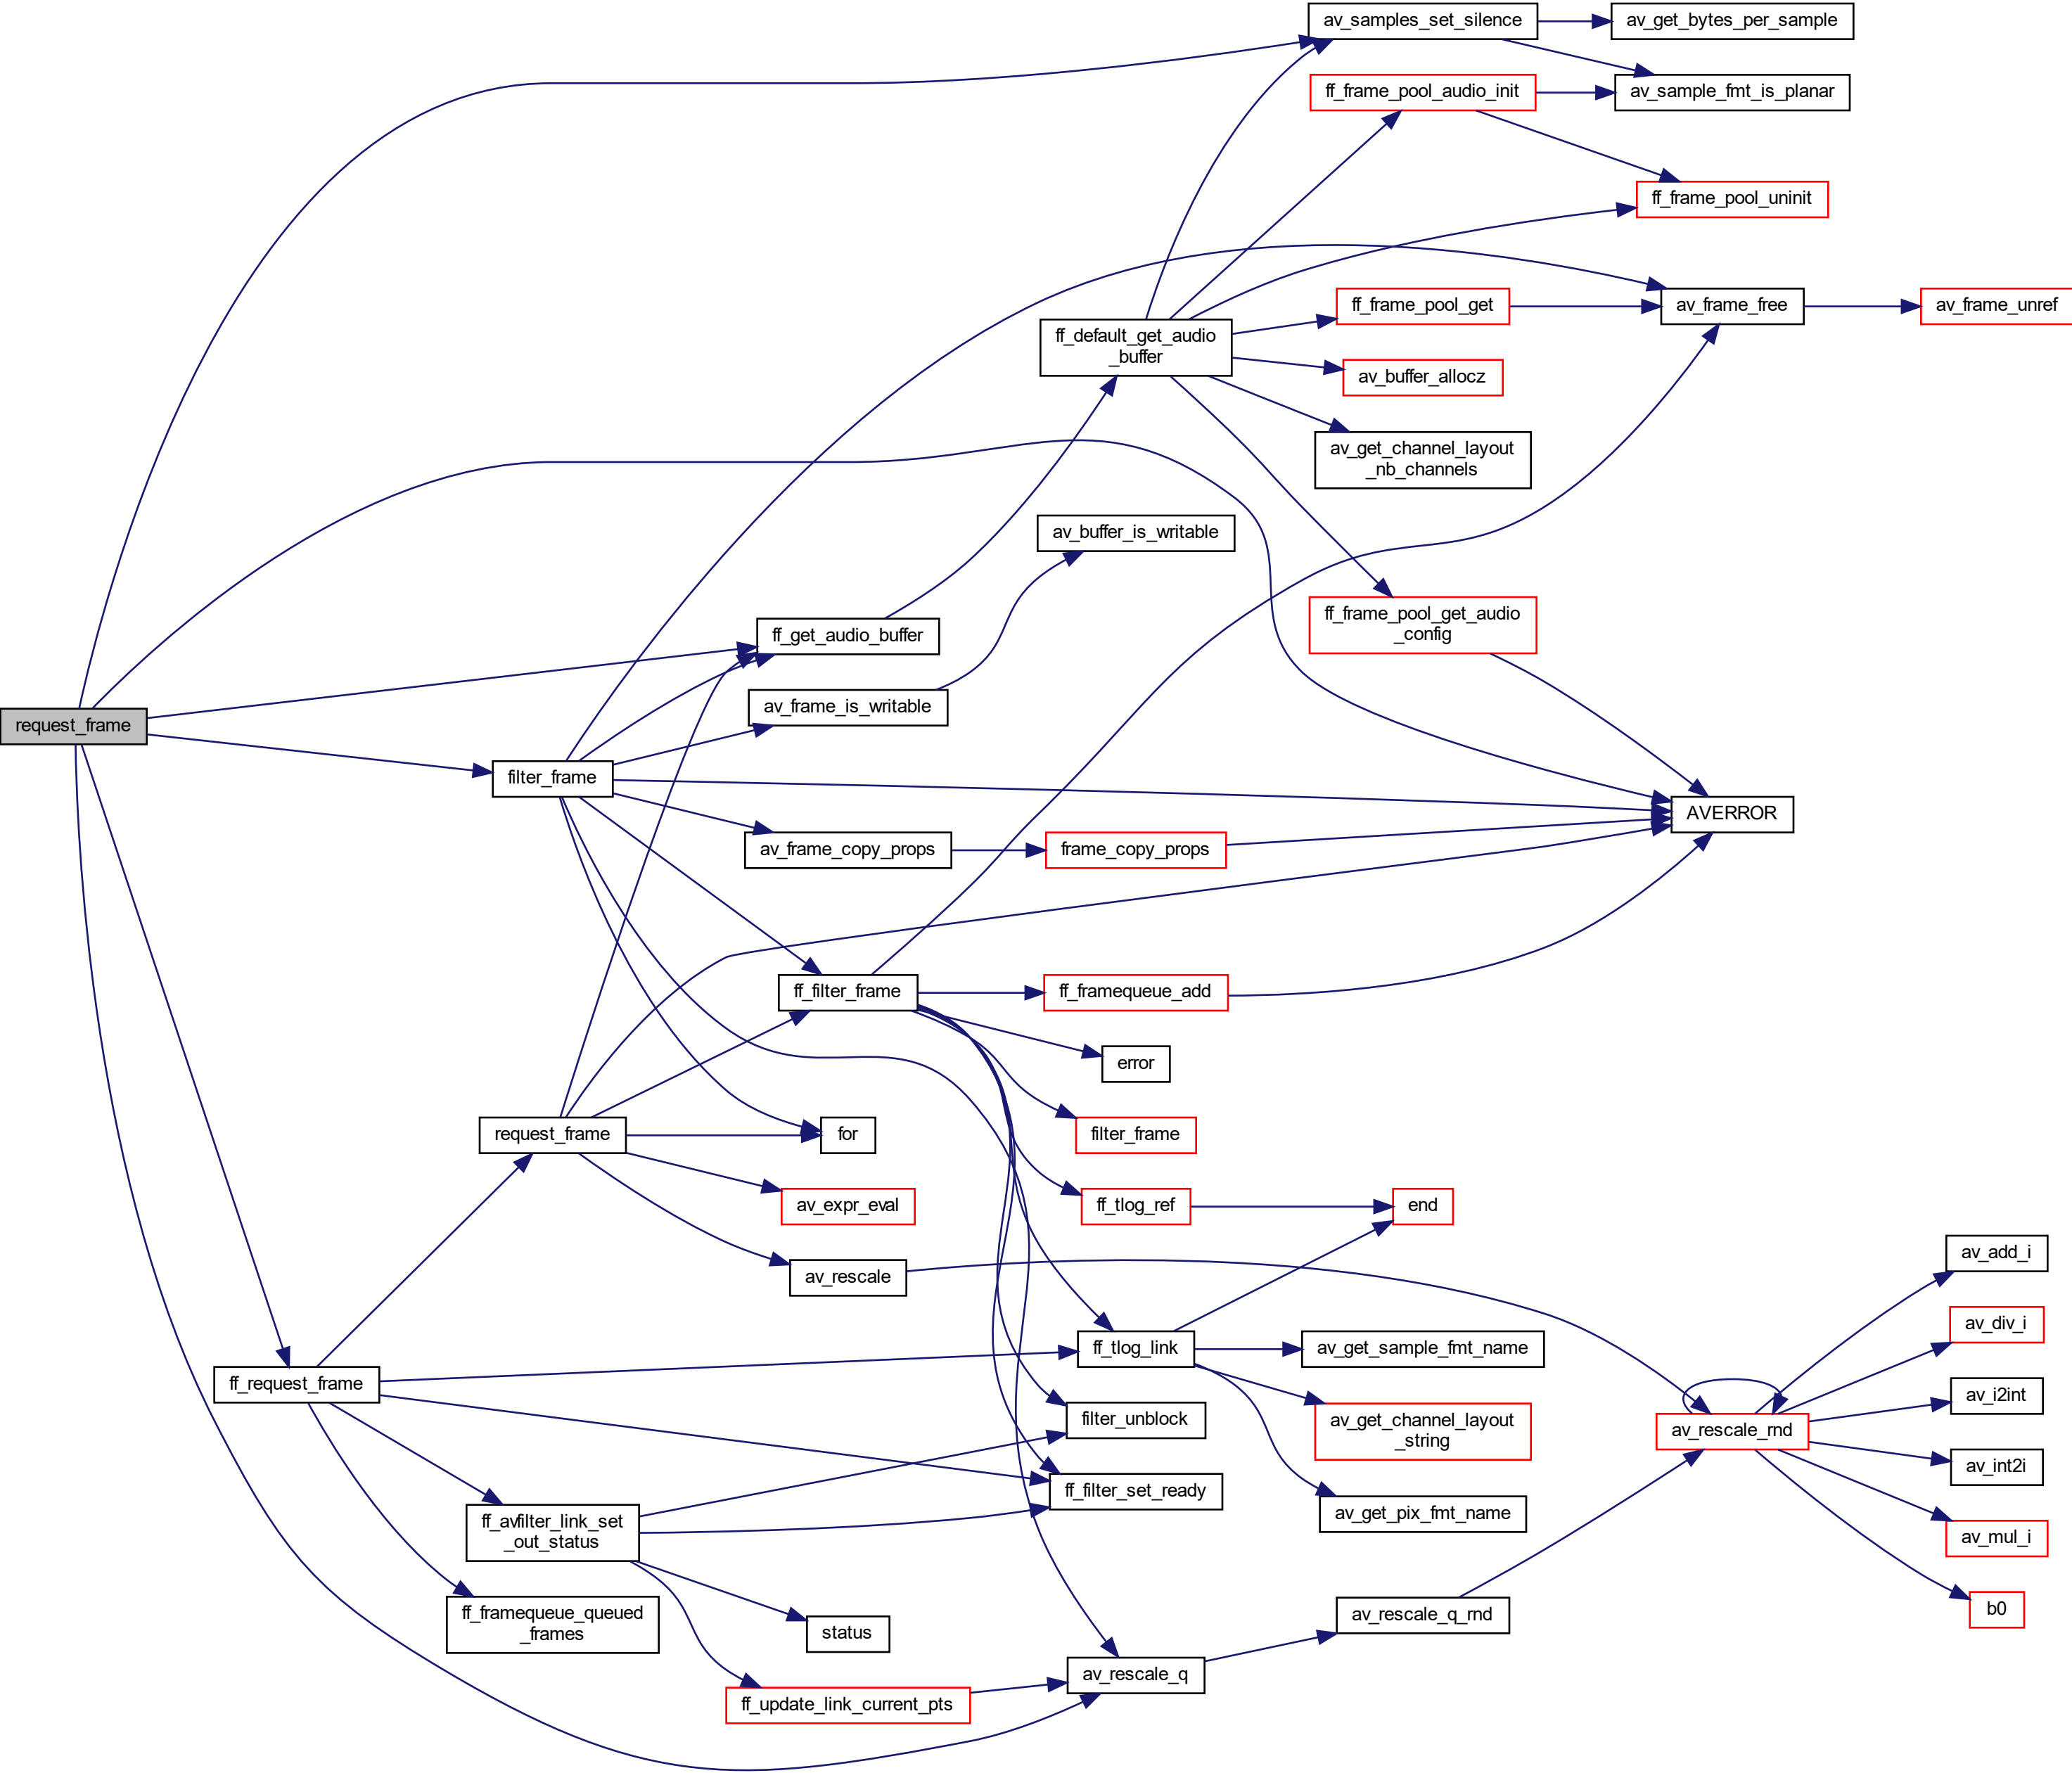 av_samples_set_silence
av_get_bytes_per_sample
ff_frame_pool_audio_init
av_sample_fmt_is_planar
ff_frame_pool_uninit
ff_default_get_audio
_buffer
ff_frame_pool_get
av_frame_free
av_frame_unref
av_buffer_allocz
av_get_channel_layout
_nb_channels
av_buffer_is_writable
ff_get_audio_buffer
ff_frame_pool_get_audio
_config
request_frame
av_frame_is_writable
filter_frame
AVERROR
av_frame_copy_props
frame_copy_props
ff_filter_frame
ff_framequeue_add
error
request_frame
for
filter_frame
av_expr_eval
ff_tlog_ref
end
av_rescale
av_add_i
ff_tlog_link
av_get_sample_fmt_name
av_div_i
ff_request_frame
av_i2int
filter_unblock
av_get_channel_layout
_string
av_rescale_rnd
av_int2i
ff_filter_set_ready
av_get_pix_fmt_name
ff_avfilter_link_set
_out_status
av_mul_i
ff_framequeue_queued
_frames
status
av_rescale_q_rnd
b0
av_rescale_q
ff_update_link_current_pts